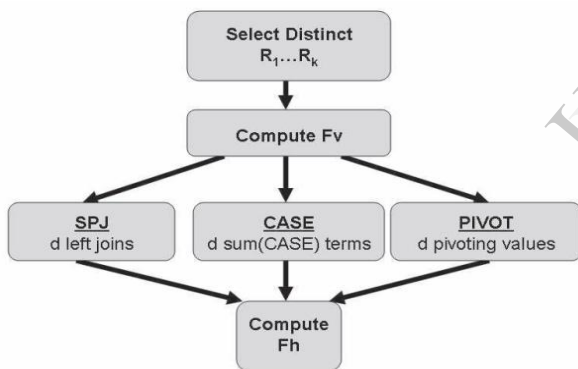 Select Distinct
R1...Rk
Compute Fv
SPJ
d left joins
CASE
d sum(CASE) terms
PIVOT
d pivoting values
Compute
Fh